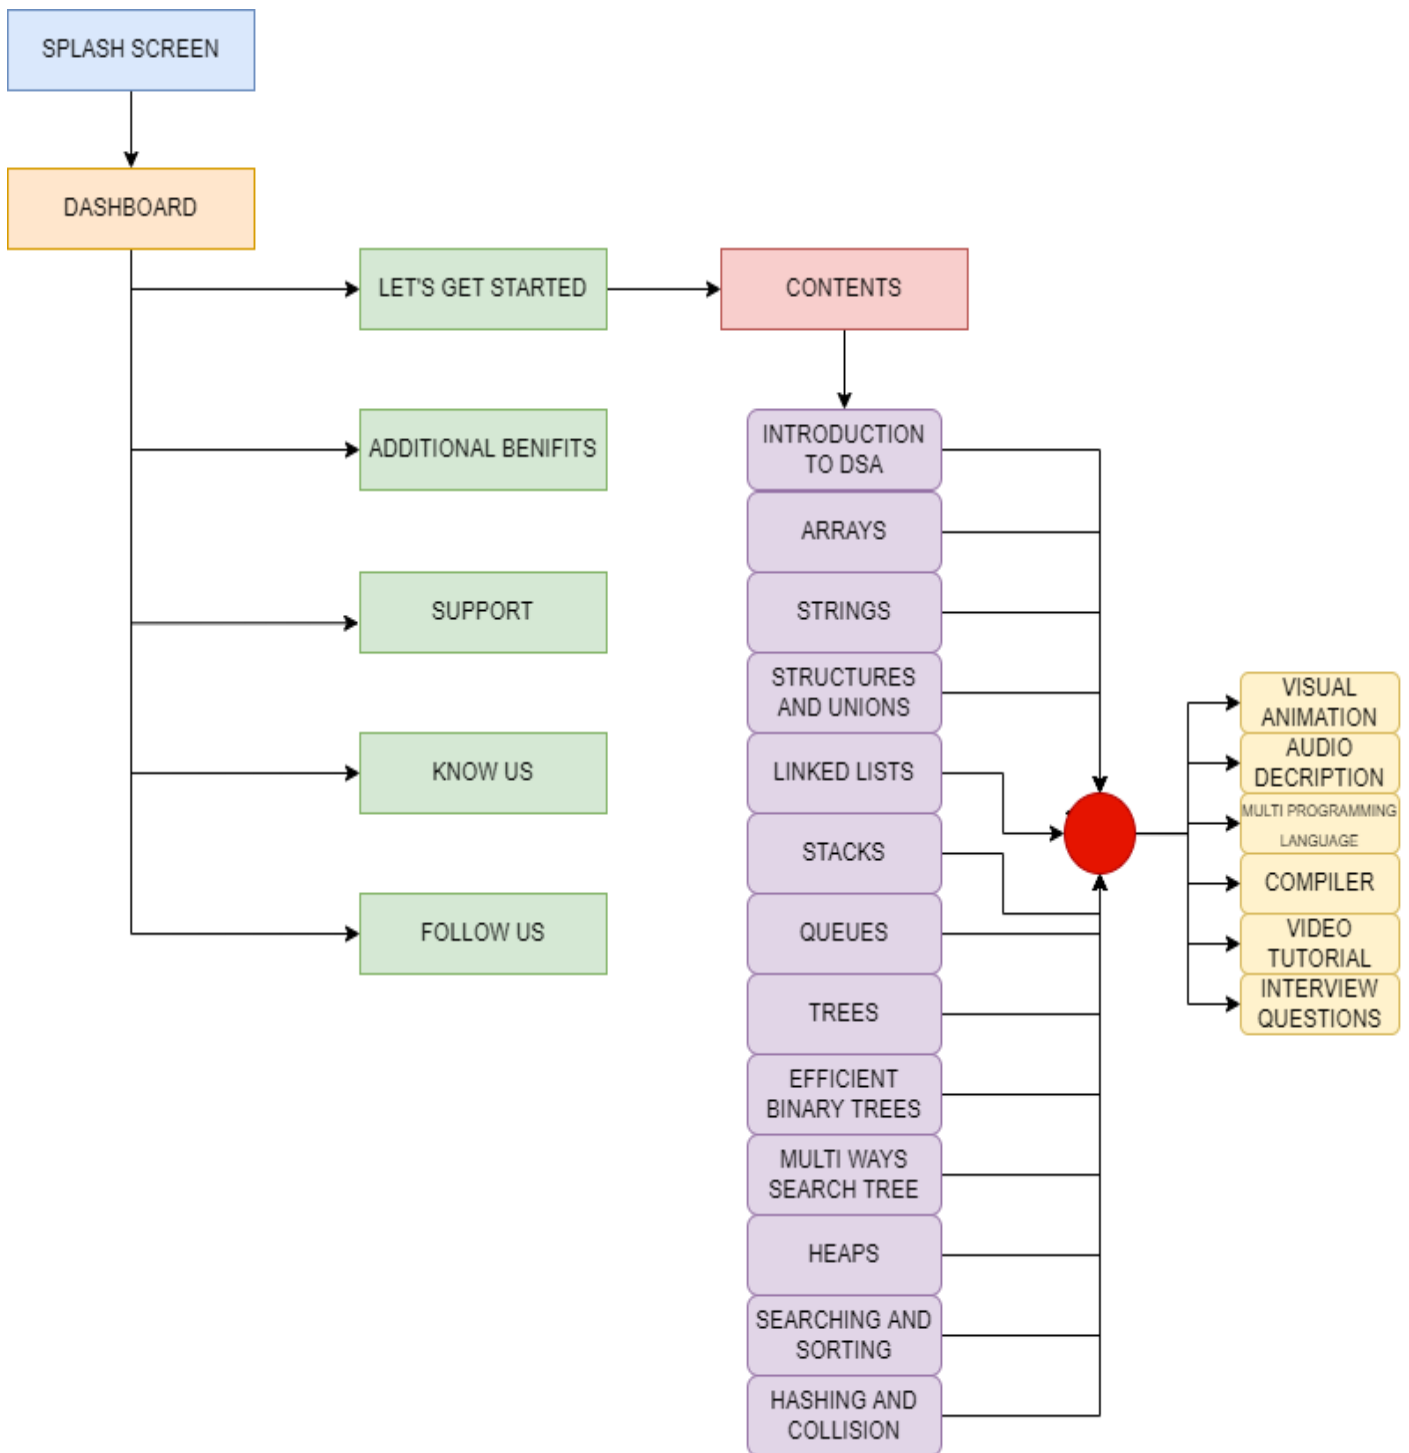 SPLASH SCREEN
DASHBOARD
LET'S GET STARTED
CONTENTS
ADDITIONAL BENIFITS
SUPPORT
KNOW US
FOLLOW US
INTRODUCTION
TO DSA
ARRAYS
STRINGS
STRUCTURES
AND UNIONS
LINKED LISTS
STACKS
QUEUES
TREES
EFFICIENT
BINARY TREES
MULTI WAYS
SEARCH TREE
HEAPS
SEARCHING AND
SORTING
HASHING AND
COLLISION
VISUAL
ANIMATION
AUDIO
DECRIPTION
MULTI PROGRAMMING
LANGUAGE
COMPILER
VIDEO
TUTORIAL
INTERVIEW
QUESTIONS